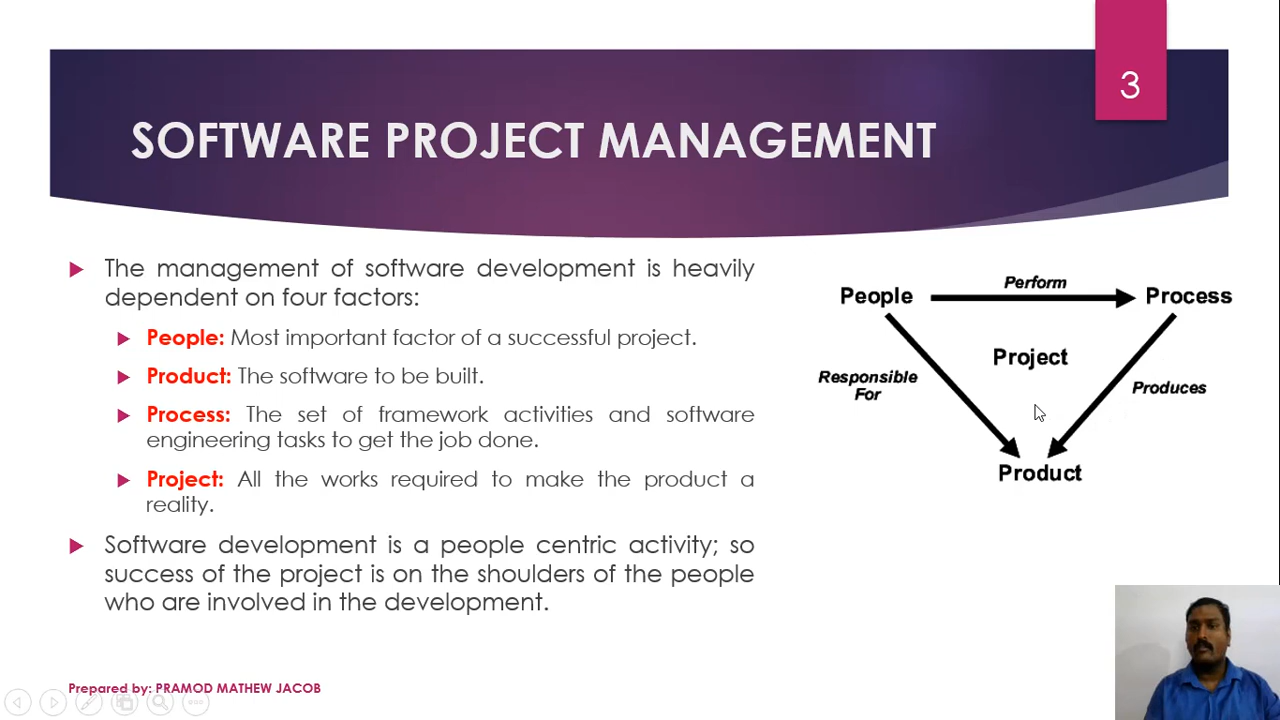 3
SOFTWARE PROJECT MANAGEMENT
The management of software development is heavily
dependent on four factors:
People: Most important factor of a successful project.
Product: The software to be built.
Process: The set of framework activities and software
engineering tasks to get the job done.
Project: All the works required to make the product a
reality.
Software development is a people centric activity; so
success of the project is on the shoulders of the people
who are involved in the development.
Perform
People
Process
Project
Responsible
For
Produces
Product
Prepared by: PRAMOD MATHEW JACOB